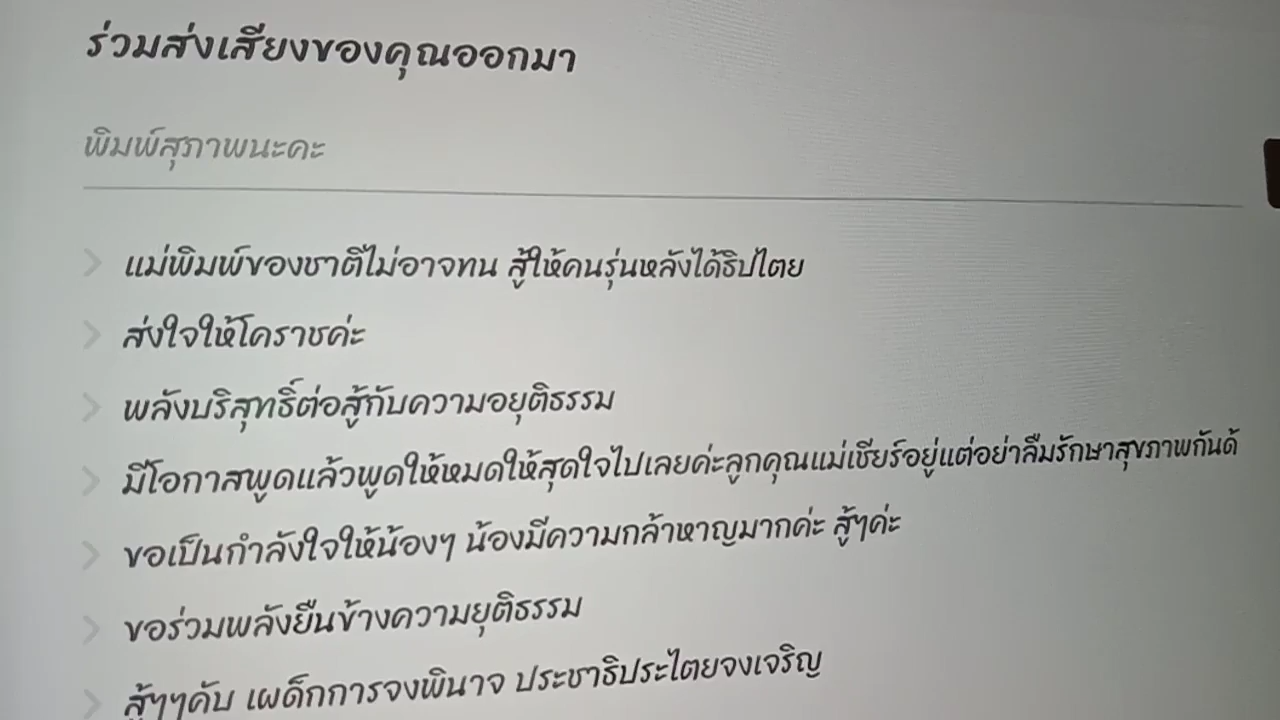 ร่วมส่งเสียงของคุณออกมา
พิมพ์สุภาพนะคะ
แม่พิมพ์ของชาติไม่อาจทน สู้ให้คนรุ่นหลังได้ธิปไตย
ส่งใจให้โคราชค่ะ
พลังบริสุทธิ์ต่อสู้กับความอยุติธรรม
มีโอกาสพูดแล้วพูดให้หมดให้สุดใจไปเลยค่ะลูกคุณแม่เชียร์อยู่แต่อย่าลืมรักษาสุขภาพกันด้
ขอเป็นกำลังใจให้น้องๆ น้องมีความกล้าหาญมากค่ะ สู้ๆค่ะ
ขอร่วมพลังยืนข้างความยุติธรรม
สู้ๆๆคับ เผด็กการจงพินาจ ประชาธิประไตยจงเจริญ